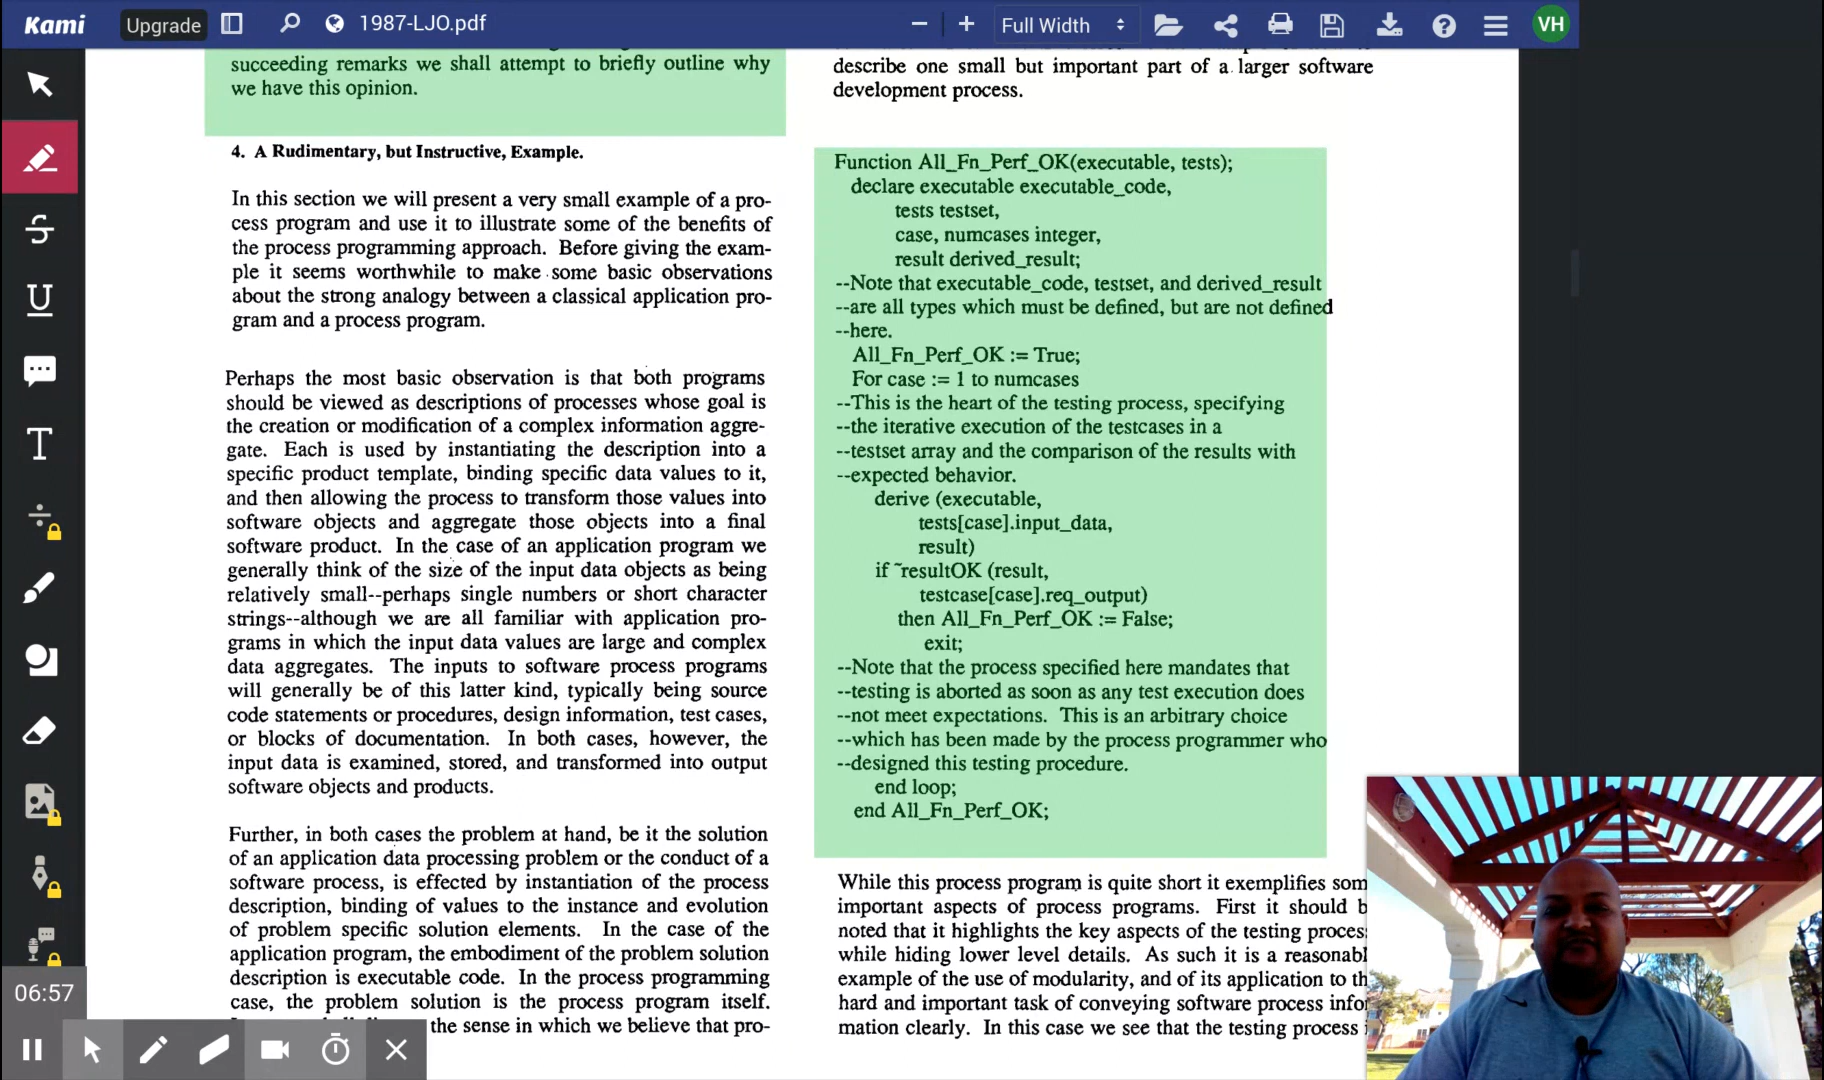 Kami
Upgrade
1987-LJO.pdf
Full Width
VH
succeeding remarks we shall attempt to briefly outline why
we have this opinion.
4. A Rudimentary, but Instructive, Example.
In this section we will present a very small example of a pro-
cess program and use it to illustrate some of the benefits of
the process programming approach. Before giving the exam-
ple it seems worthwhile to make some basic observations
about the strong analogy between a classical application pro-
gram and a process program.
Perhaps the most basic observation is that both programs
should be viewed as descriptions of processes whose goal is
the creation or modification of a complex information aggre-
gate. Each is used by instantiating the description into a
specific product template, binding specific data values to it,
and then allowing the process to transform those values into
software objects and aggregate those objects into a final
software product. In the case of an application program we
generally think of the size of the input data objects as being
relatively small--perhaps single numbers or short character
strings--although we are all familiar with application pro-
grams in which the input data values are large and complex
data aggregates. The inputs to software process programs
will generally be of this latter kind, typically being source
code statements or procedures, design information, test cases,
or blocks of documentation. In both cases, however, the
input data is examined, stored, and transformed into output
software objects and products.
Further, in both cases the problem at hand, be it the solution
of an application data processing problem or the conduct of a
software process, is effected by instantiation of the process
description, binding of values to the instance and evolution
of problem specific solution elements. In the case of the
application program, the embodiment of the problem solution
description is executable code. In the process programming
case, the problem solution is the process program itself.
the sense in which we believe that pro-
describe one small but important part of a larger software
development process.
Function All_Fn_Perf_OK(executable, tests);
declare executable executable_code,
tests testset,
case, numcases integer,
result derived_result;
--Note that executable_code, testset, and derived_result
--are all types which must be defined, but are not defined
--here.
All_Fn_Perf_OK := True;
For case := 1 to numcases
--This is the heart of the testing process, specifying
--the iterative execution of the testcases in a
--testset array and the comparison of the results with
--expected behavior.
derive (executable,
tests[case].input_data,
result)
if ~resultOK (result,
testcase[case].req_output)
then All_Fn_Perf_OK := False;
exit;
--Note that the process specified here mandates that
--testing is aborted as soon as any test execution does
--not meet expectations. This is an arbitrary choice
--which has been made by the process programmer who
--designed this testing procedure.
end loop;
end All_Fn_Perf_OK;
While this process program is quite short it exemplifies som
important aspects of process programs. First it should b
noted that it highlights the key aspects of the testing proces
while hiding lower level details. As such it is a reasonabl
example of the use of modularity, and of its application to th
hard and important task of conveying software process info
mation clearly. In this case we see that the testing process
06:57